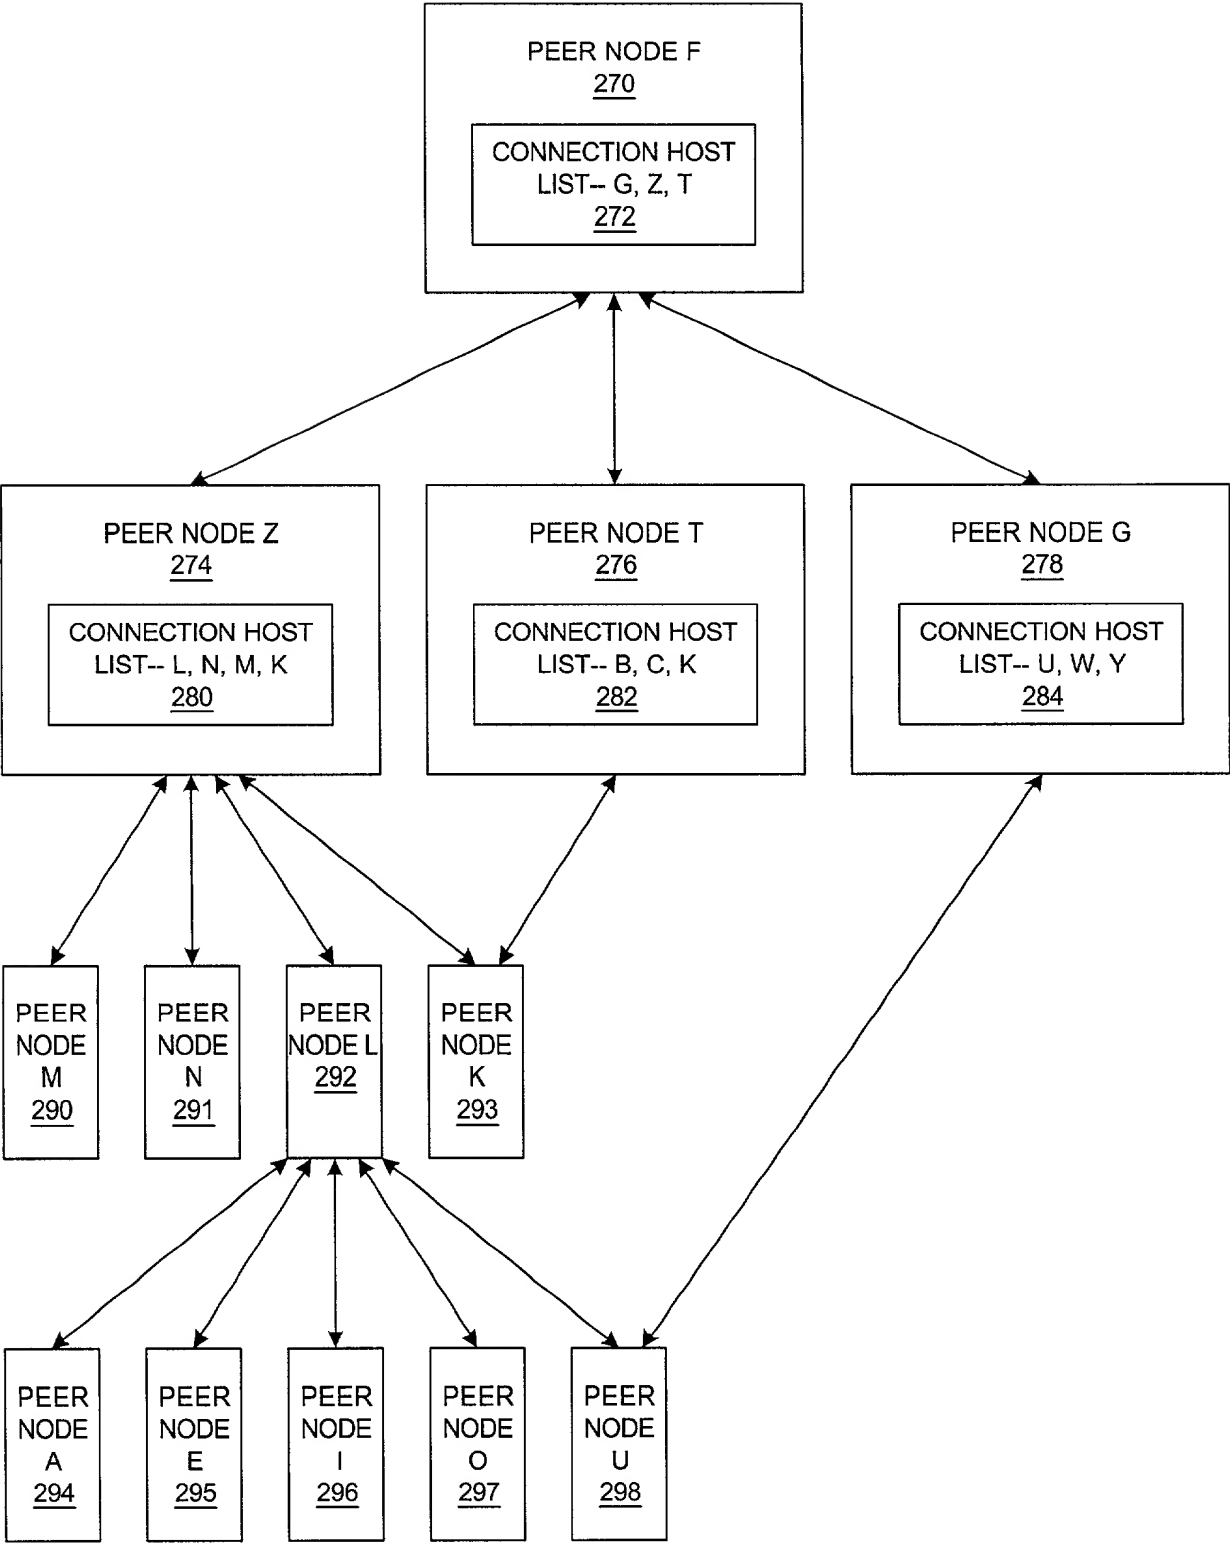 PEER NODE F
270
CONNECTION HOST
LIST-- G, Z, T
272
PEER NODE Z
274
CONNECTION HOST
LIST-- L, N, M, K
280
PEER NODE T
276
CONNECTION HOST
LIST-- B, C, K
282
PEER NODE G
278
CONNECTION HOST
LIST-- U, W, Y
284
PEER
NODE
M
290
PEER
NODE
N
291
PEER
NODE L
292
PEER
NODE
K
293
PEER
NODE
A
294
PEER
NODE
E
295
PEER
NODE
I
296
PEER
NODE
O
297
PEER
NODE
U
298